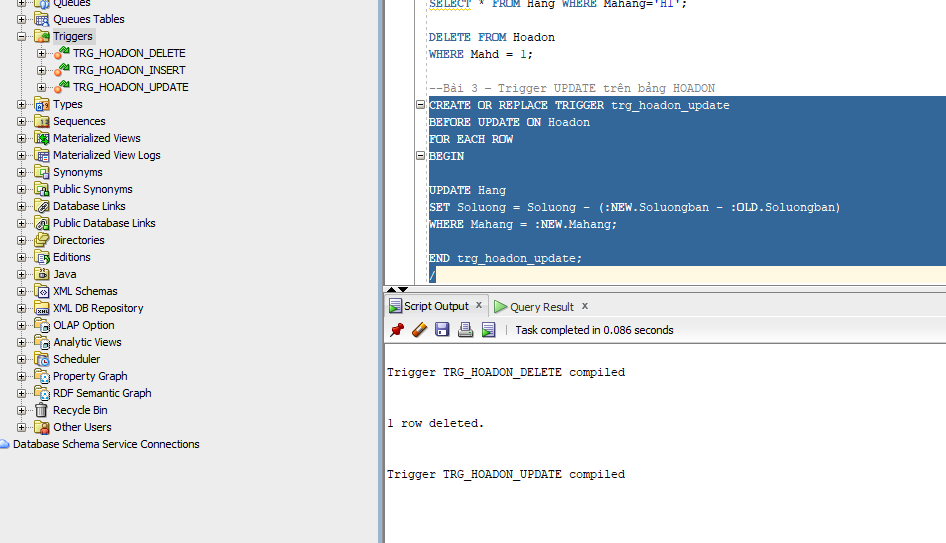 Queues
Queues Tables
Triggers
TRG_HOADON_DELETE
TRG_HOADON_INSERT
TRG_HOADON_UPDATE
Types
Sequences
Materialized Views
Materialized View Logs
Synonyms
Public Synonyms
Database Links
Public Database Links
Directories
Editions
Java
XML Schemas
XML DB Repository
OLAP Option
Analytic Views
Scheduler
Property Graph
RDF Semantic Graph
Recycle Bin
Other Users
Database Schema Service Connections
SELECT * FROM Hang WHERE Mahang='H1';
DELETE FROM Hoadon
WHERE Mahd = 1;
--Bài 3 - Trigger UPDATE trên bảng HOADON
CREATE OR REPLACE TRIGGER trg_hoadon_update
BEFORE UPDATE ON Hoadon
FOR EACH ROW
BEGIN
UPDATE Hang
SET Soluong = Soluong - (:NEW.Soluongban - :OLD.Soluongban)
WHERE Mahang = :NEW.Mahang;
END trg_hoadon_update;
/
Script Output x Query Result x
Task completed in 0.086 seconds
Trigger TRG_HOADON_DELETE compiled
1 row deleted.
Trigger TRG_HOADON_UPDATE compiled